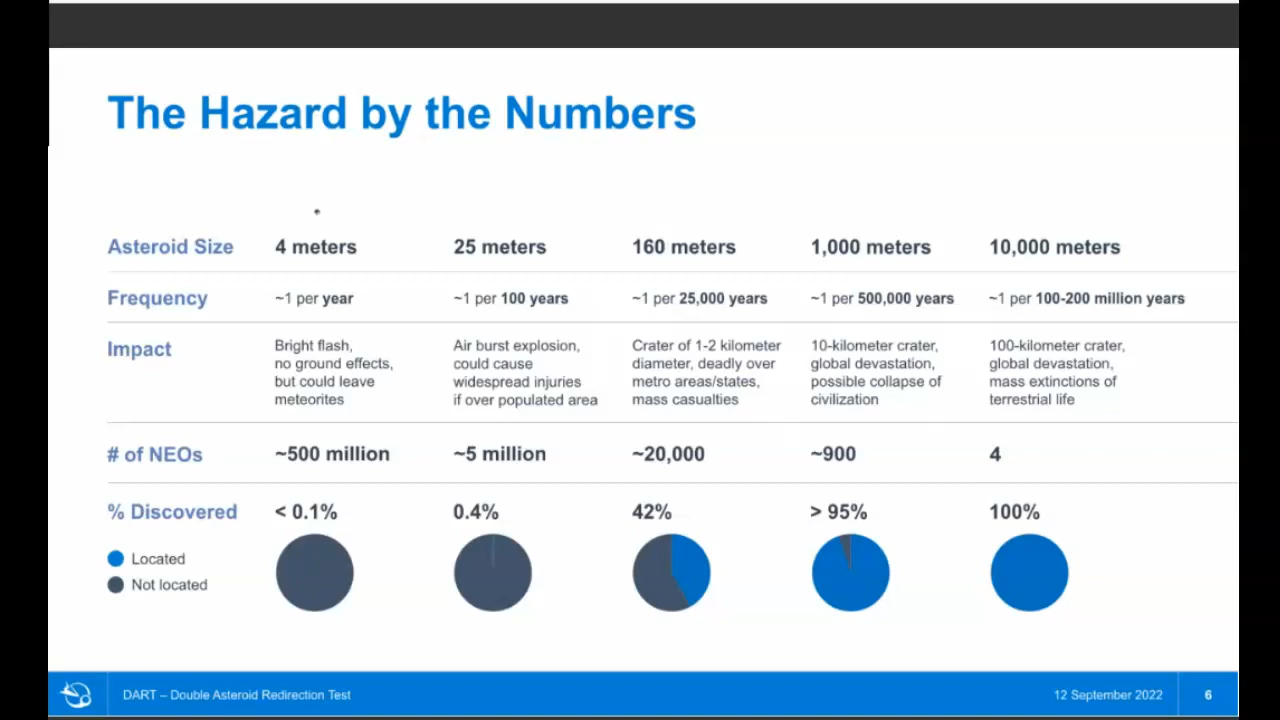 The Hazard by the Numbers
Asteroid Size 4 meters 25 meters 160 meters 1,000 meters 10,000 meters
Frequency ~1 per year ~1 per 100 years ~1 per 25,000 years ~1 per 500,000 years ~1 per 100-200 million years
Impact
Bright flash,
no ground effects,
but could leave
meteorites
Air burst explosion,
could cause
widespread injuries
if over populated area
Crater of 1-2 kilometer
diameter, deadly over
metro areas/states,
mass casualties
10-kilometer crater,
global devastation,
possible collapse of
civilization
100-kilometer crater,
global devastation,
mass extinctions of
terrestrial life
# of NEOs ~500 million ~5 million ~20,000 ~900 4
% Discovered < 0.1% 0.4% 42% > 95% 100%
Located
Not located
DART – Double Asteroid Redirection Test 12 September 2022 6